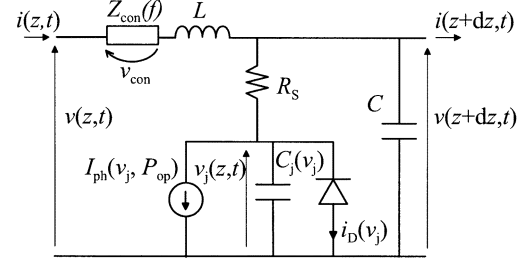 i(z,t)
Z_con(f)
L
i(z+dz,t)
v_con
R_S
C
v(z,t)
v(z+dz,t)
I_ph(v_j, P_op)
v_j(z,t)
C_j(v_j)
i_D(v_j)